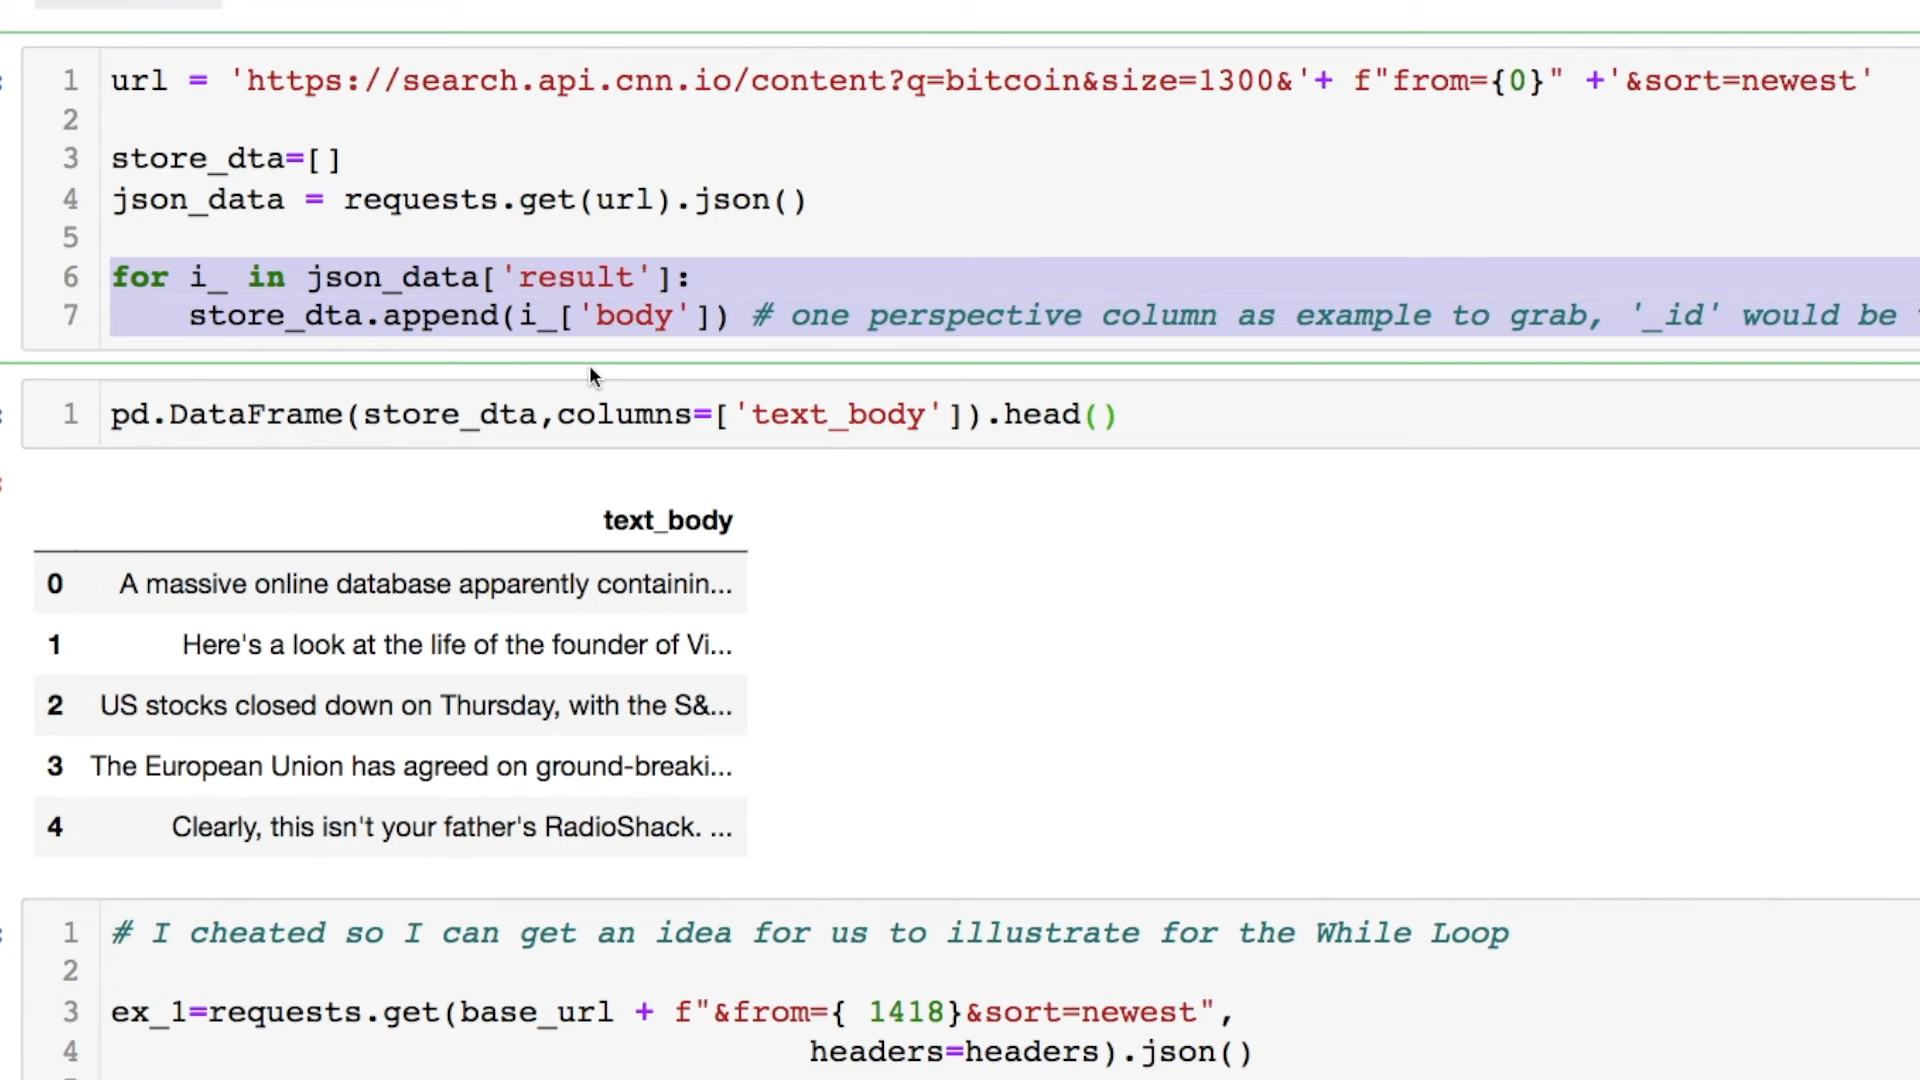 1 url = 'https://search.api.cnn.io/content?q=bitcoin&size=1300&'+ f"from={0}" +'&sort=newest'
2
3 store_dta=[]
4 json_data = requests.get(url).json()
5
6 for i_ in json_data['result']:
7 store_dta.append(i_['body']) # one perspective column as example to grab, '_id' would be
1 pd.DataFrame(store_dta,columns=['text_body']).head()
text_body
0 A massive online database apparently containin...
1 Here's a look at the life of the founder of Vi...
2 US stocks closed down on Thursday, with the S&...
3 The European Union has agreed on ground-breaki...
4 Clearly, this isn't your father's RadioShack. ...
1 # I cheated so I can get an idea for us to illustrate for the While Loop
2
3 ex_1=requests.get(base_url + f"&from={ 1418}&sort=newest",
4 headers=headers).json()